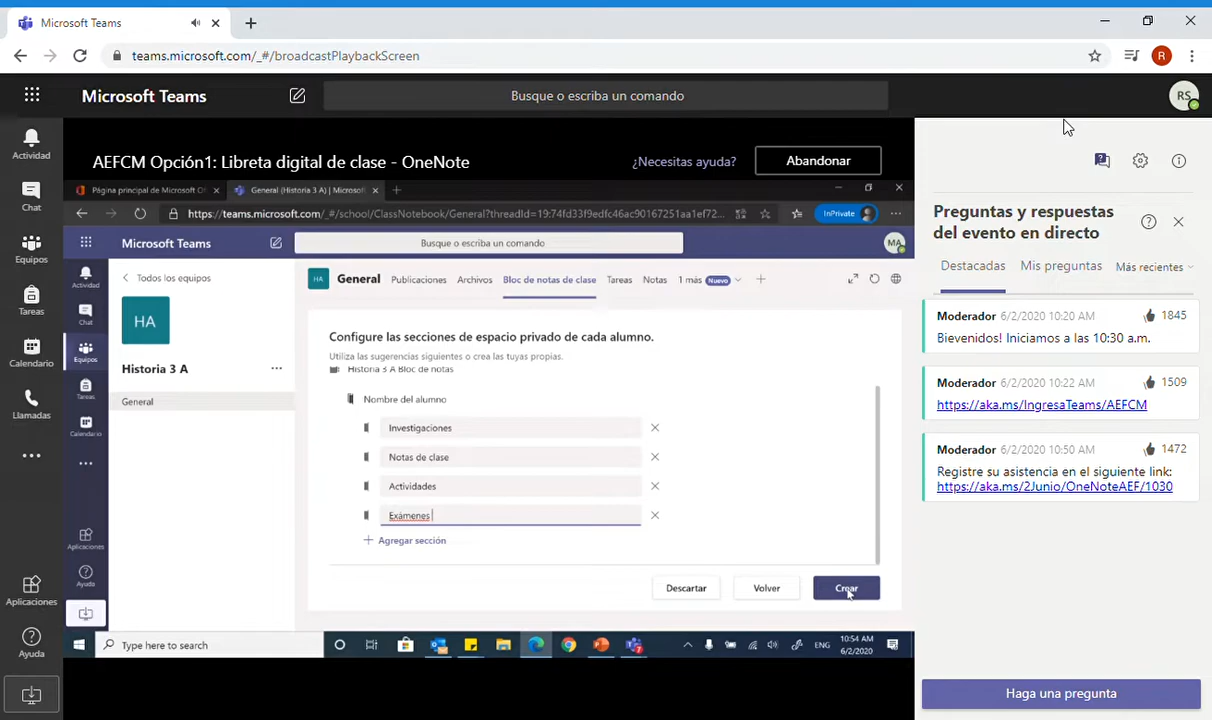 Microsoft Teams
teams.microsoft.com/_#/broadcastPlaybackScreen
R
Microsoft Teams
Busque o escriba un comando
RS
Actividad
Chat
Equipos
Tareas
Calendario
Llamadas
Aplicaciones
Ayuda
AEFCM Opción1: Libreta digital de clase - OneNote
¿Necesitas ayuda?
Abandonar
Página principal de Microsoft Of
General (Historia 3 A) | Microsof
https://teams.microsoft.com/_#/school/ClassNotebook/General?threadId=19:74fd33f9edfc46ac90167251aa1ef72...
InPrivate
Microsoft Teams
Busque o escriba un comando
MA
Actividad
Chat
Equipos
Tareas
Calendario
Aplicaciones
Ayuda
Todos los equipos
HA
Historia 3 A
General
HA
General
Publicaciones
Archivos
Bloc de notas de clase
Tareas
Notas
1 más
Nuevo
Configure las secciones de espacio privado de cada alumno.
Utiliza las sugerencias siguientes o crea las tuyas propias.
Historia 3 A Bloc de notas
Nombre del alumno
Investigaciones
Notas de clase
Actividades
Exámenes
Agregar sección
Descartar
Volver
Crear
Type here to search
ENG
10:54 AM
6/2/2020
Preguntas y respuestas
del evento en directo
Destacadas
Mis preguntas
Más recientes
Moderador 6/2/2020 10:20 AM 1845
Bievenidos! Iniciamos a las 10:30 a.m.
Moderador 6/2/2020 10:22 AM 1509
https://aka.ms/IngresaTeams/AEFCM
Moderador 6/2/2020 10:50 AM 1472
Registre su asistencia en el siguiente link:
https://aka.ms/2Junio/OneNoteAEF/1030
Haga una pregunta